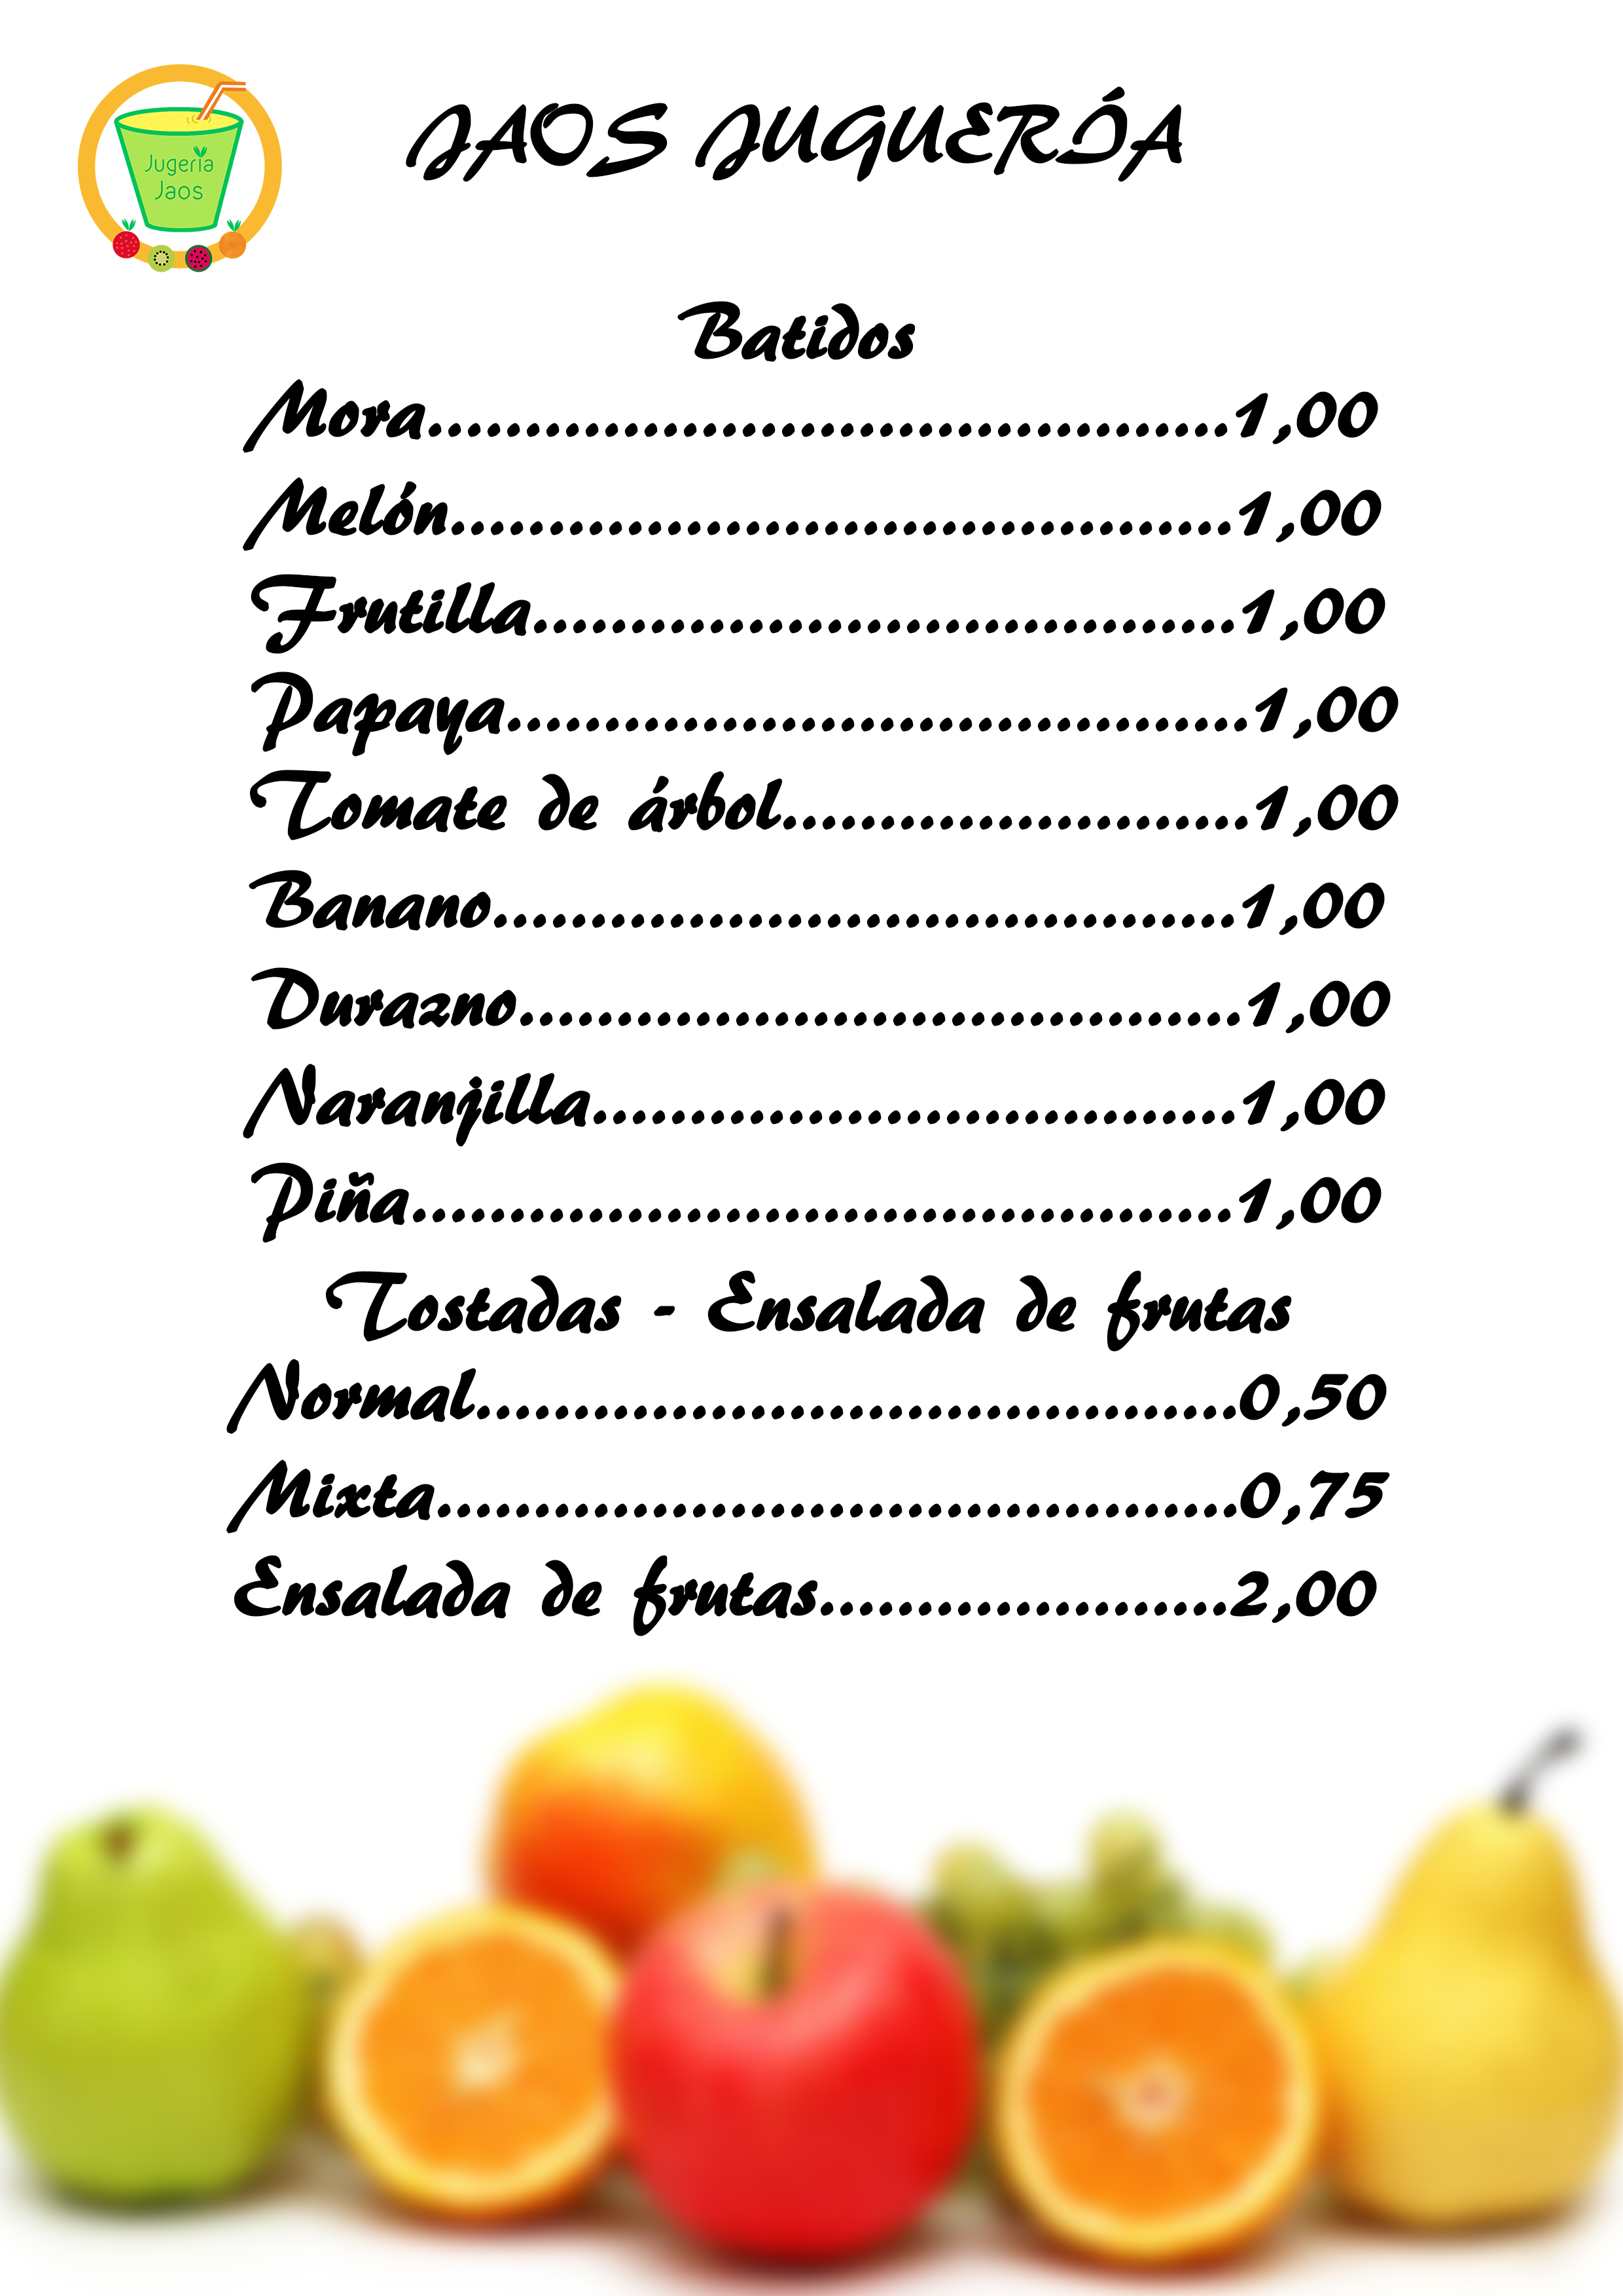 Jugería
Jaos
JAOS JUGUERÍA
Batidos
Mora.........................................1,00
Melón........................................1,00
Frutilla....................................1,00
Papaya......................................1,00
Tomate de árbol........................1,00
Banano......................................1,00
Durazno.....................................1,00
Naranjilla.................................1,00
Piña..........................................1,00
Tostadas - Ensalada de frutas
Normal.......................................0,50
Mixta.........................................0,75
Ensalada de frutas.....................2,00